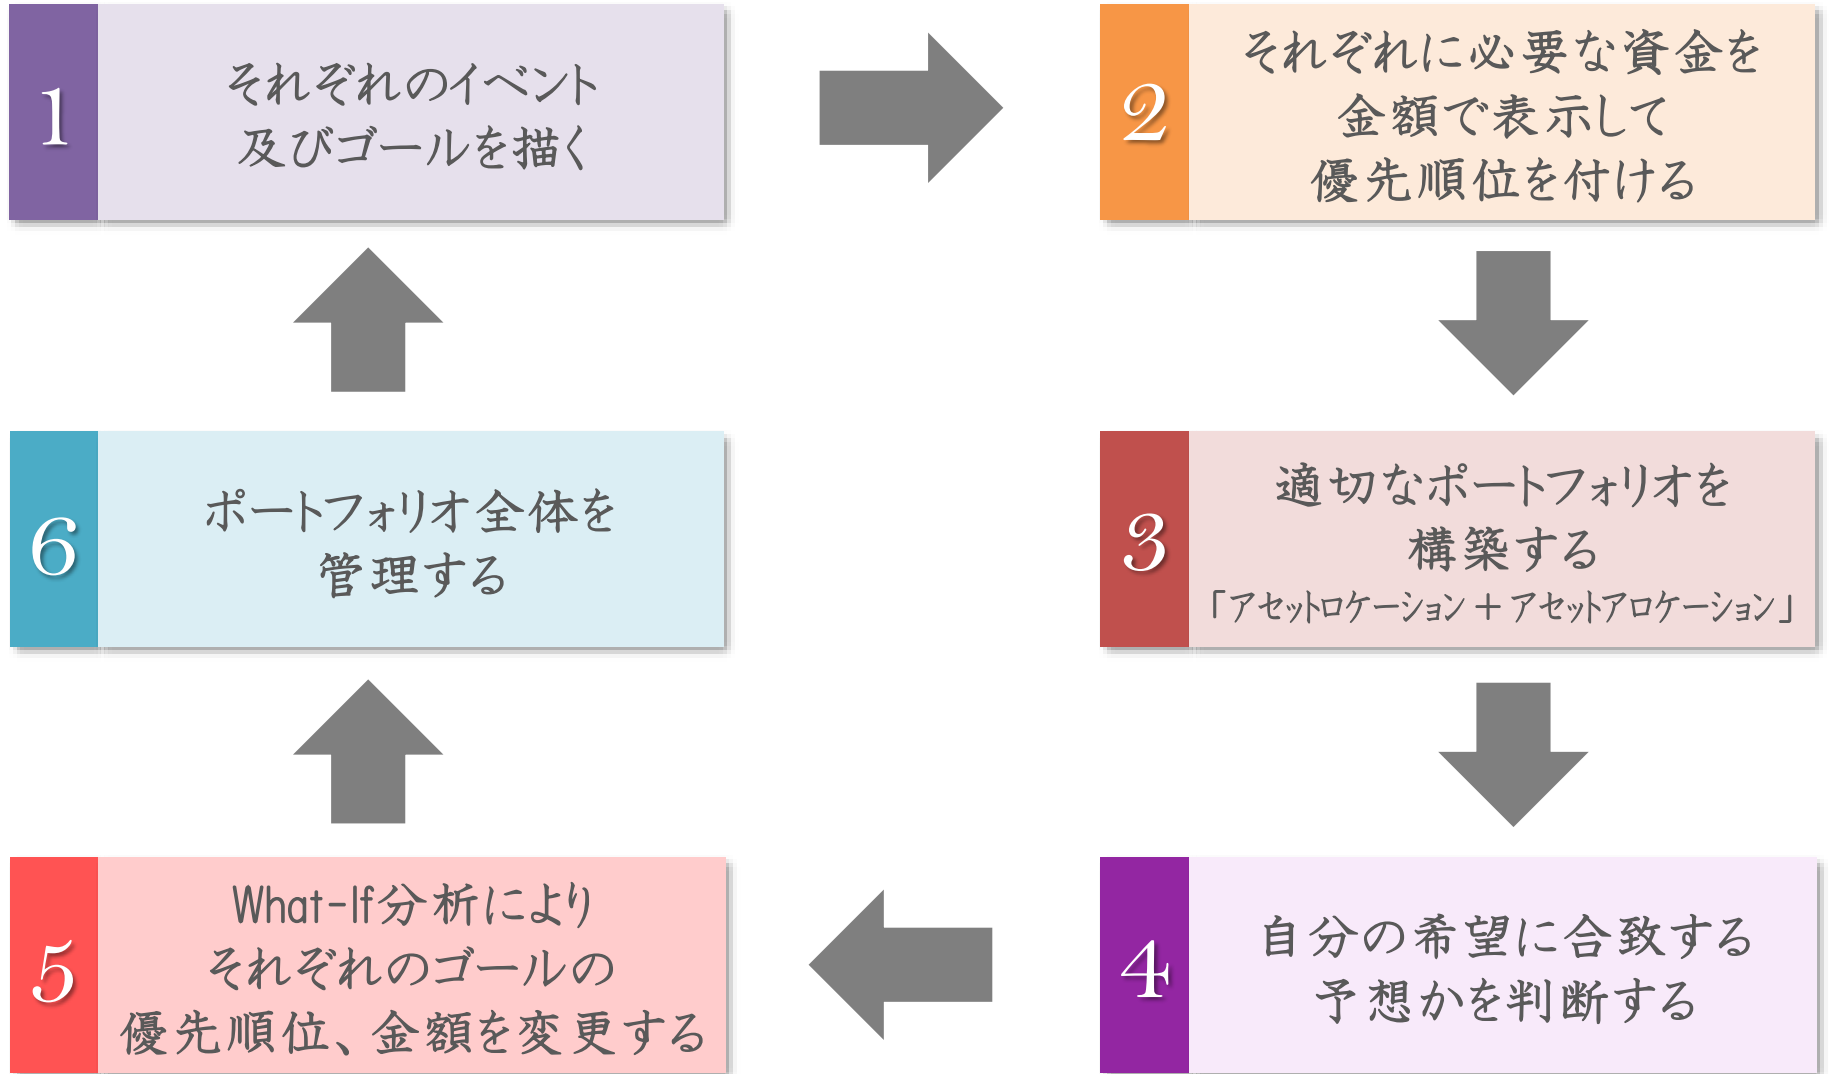 1
それぞれのイベント
及びゴールを描く
2
それぞれに必要な資金を
金額で表示して
優先順位を付ける
3
適切なポートフォリオを
構築する
「アセットロケーション + アセットアロケーション」
4
自分の希望に合致する
予想かを判断する
5
What-If分析により
それぞれのゴールの
優先順位、金額を変更する
6
ポートフォリオ全体を
管理する